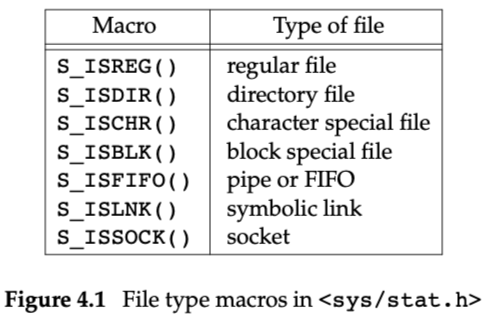 Macro Type of file
S_ISREG() regular file
S_ISDIR() directory file
S_ISCHR() character special file
S_ISBLK() block special file
S_ISFIFO() pipe or FIFO
S_ISLNK() symbolic link
S_ISSOCK() socket
Figure 4.1 File type macros in <sys/stat.h>